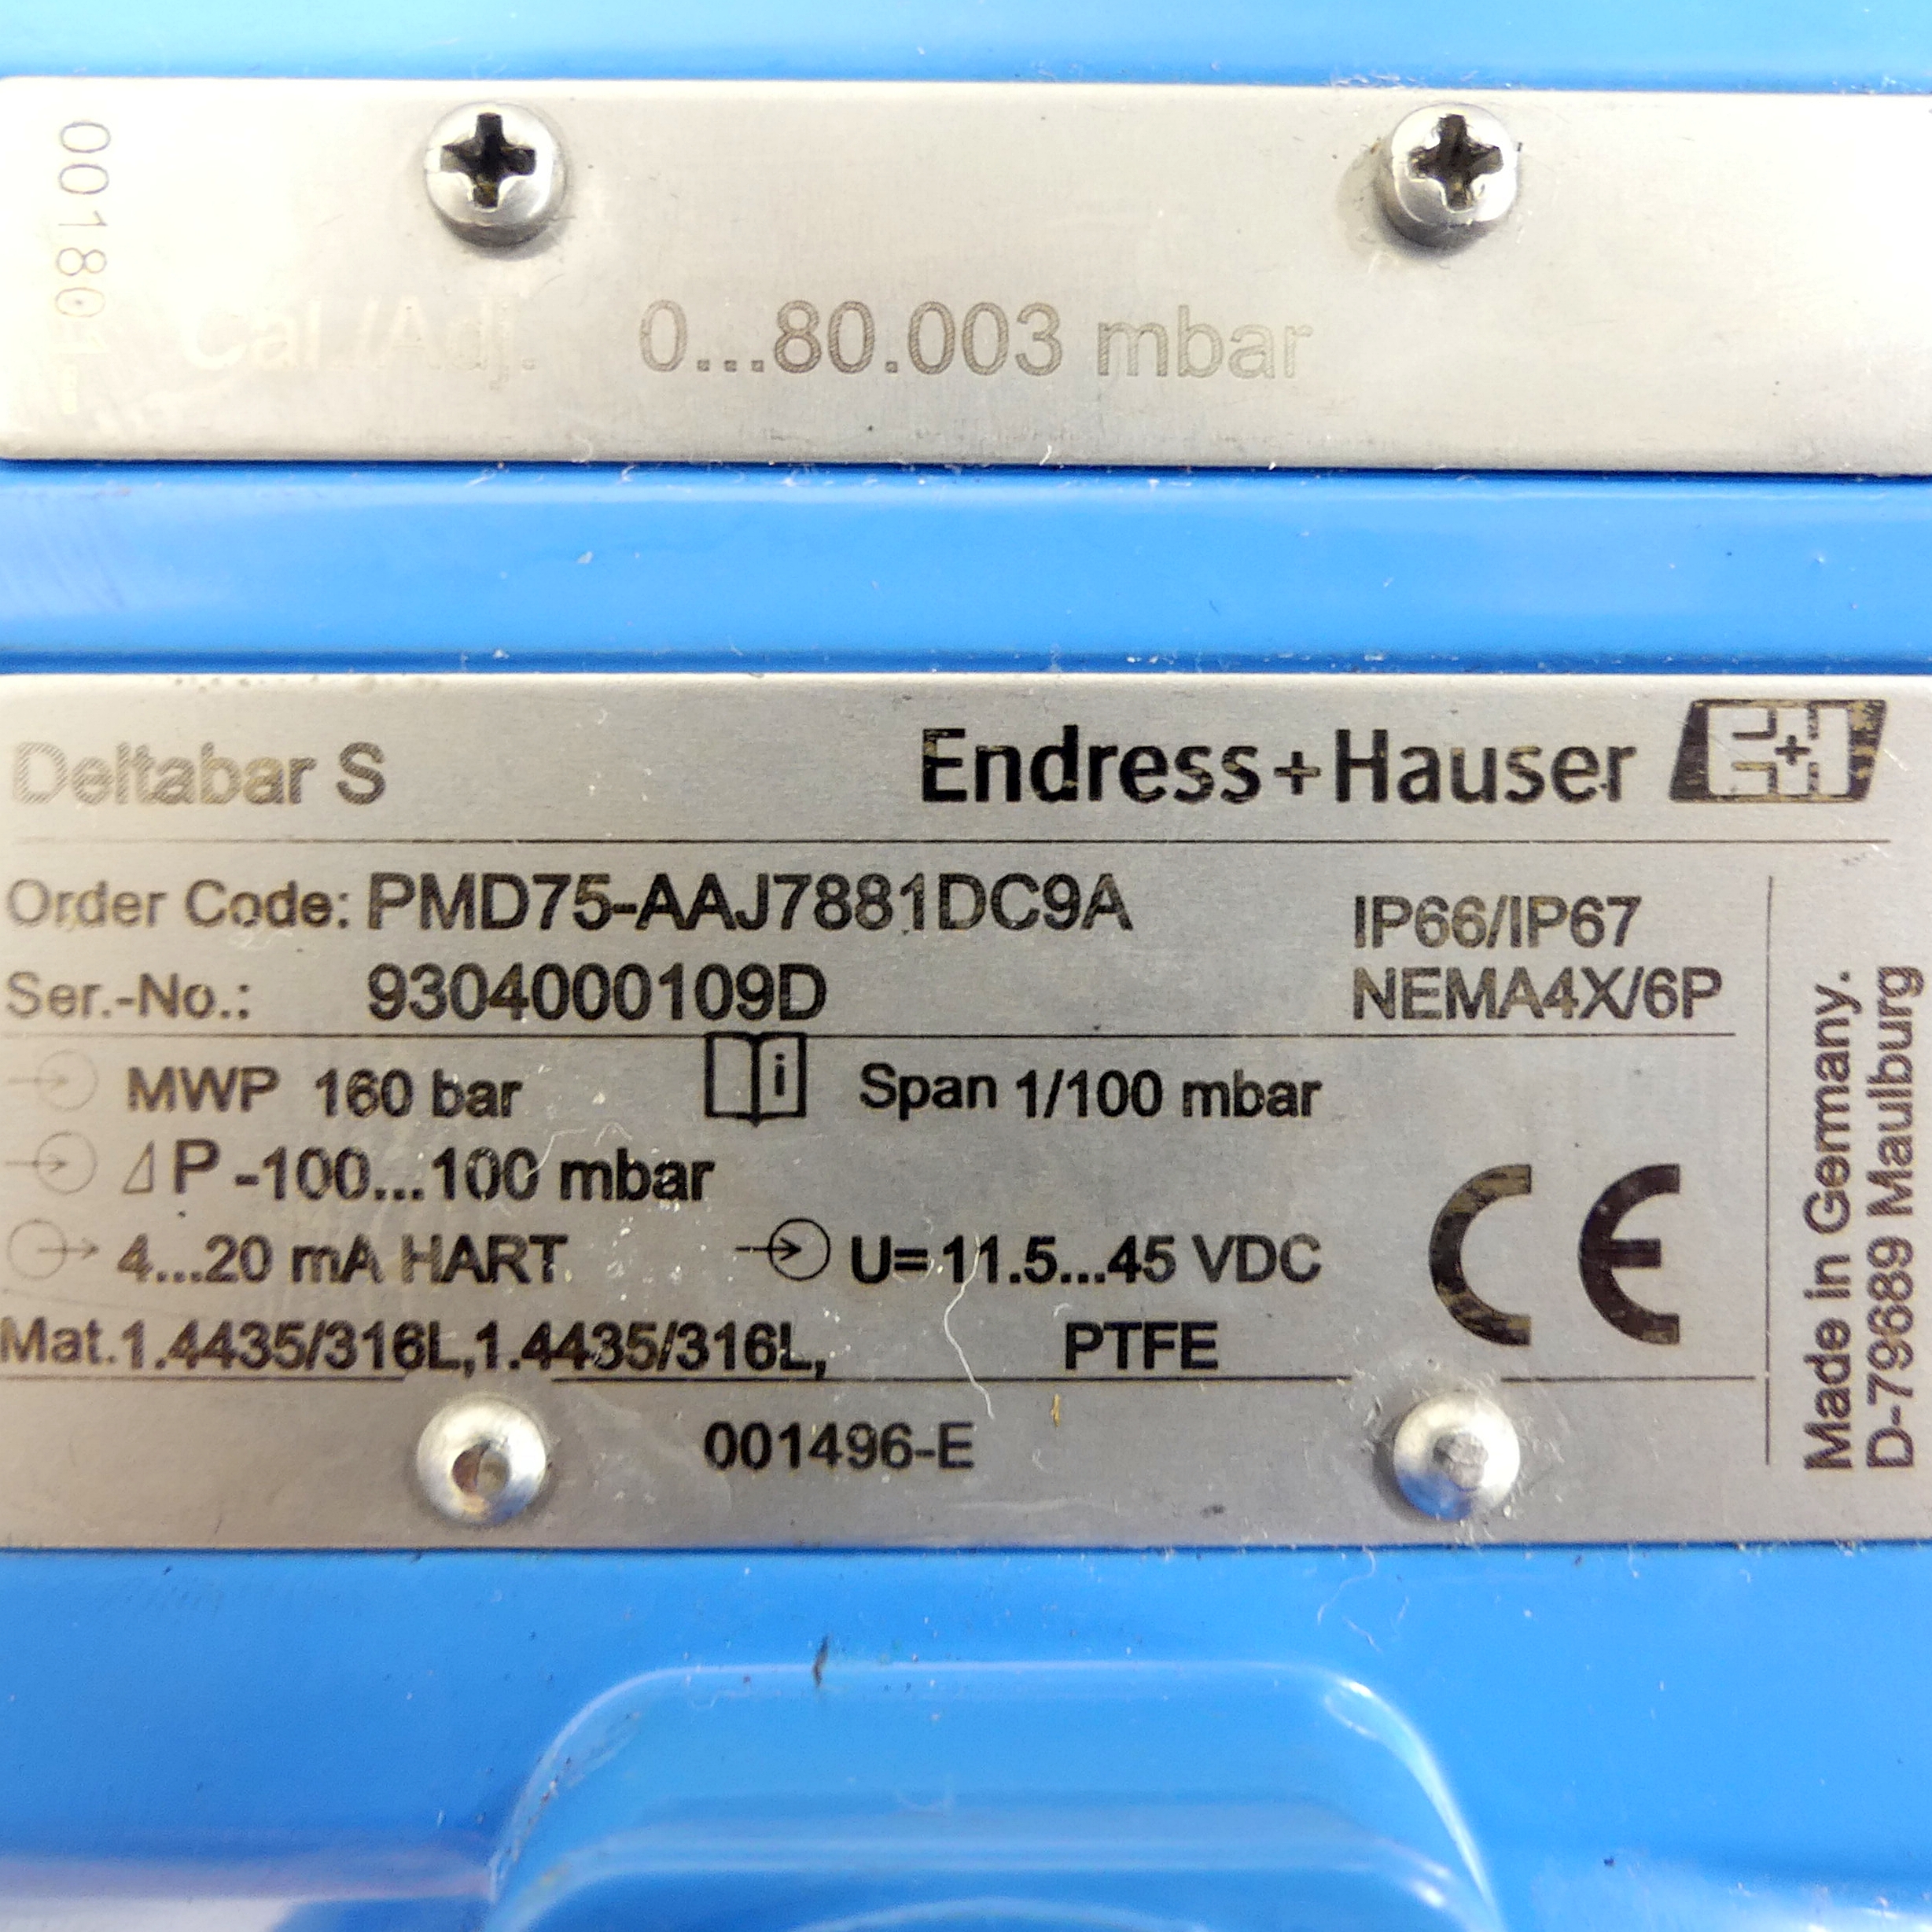 001801-
Cal./Adj. 0...80.003 mbar
Deltabar S Endress+Hauser E+H
Order Code: PMD75-AAJ7881DC9A
IP66/IP67
Ser.-No.: 9304000109D
NEMA4X/6P
MWP 160 bar i Span 1/100 mbar
⊿P -100...100 mbar
4...20 mA HART U= 11.5...45 VDC
CE
Mat.1.4435/316L,1.4435/316L, PTFE
001496-E
Made in Germany.
D-79689 Maulburg